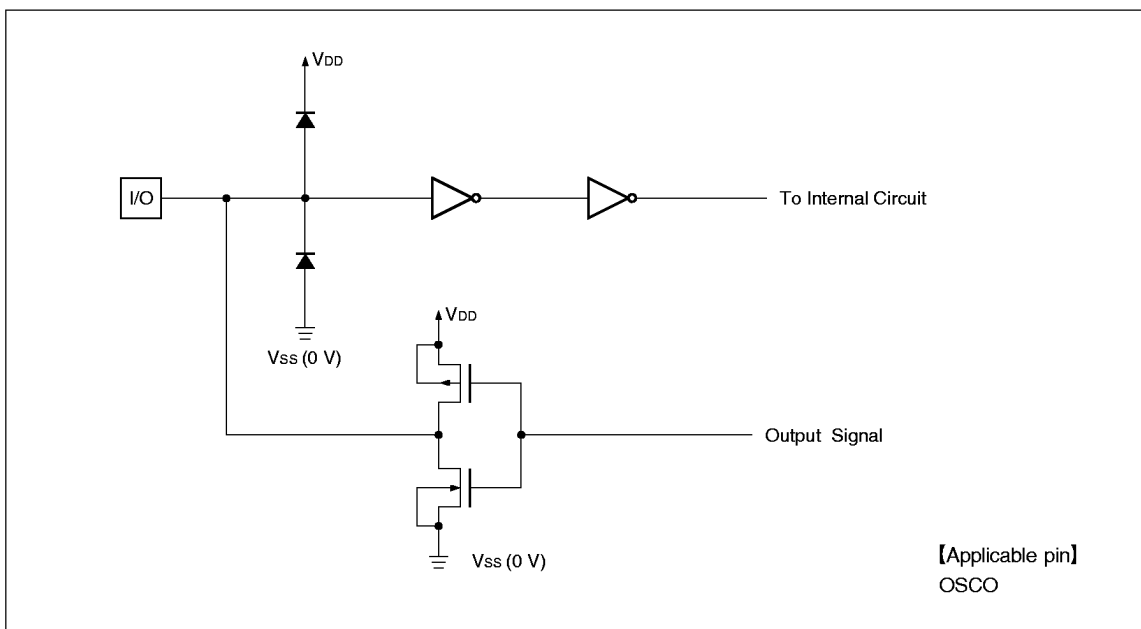 VDD
I/O
To Internal Circuit
VSS (0 V)
VDD
Output Signal
VSS (0 V)
【Applicable pin】
OSCO